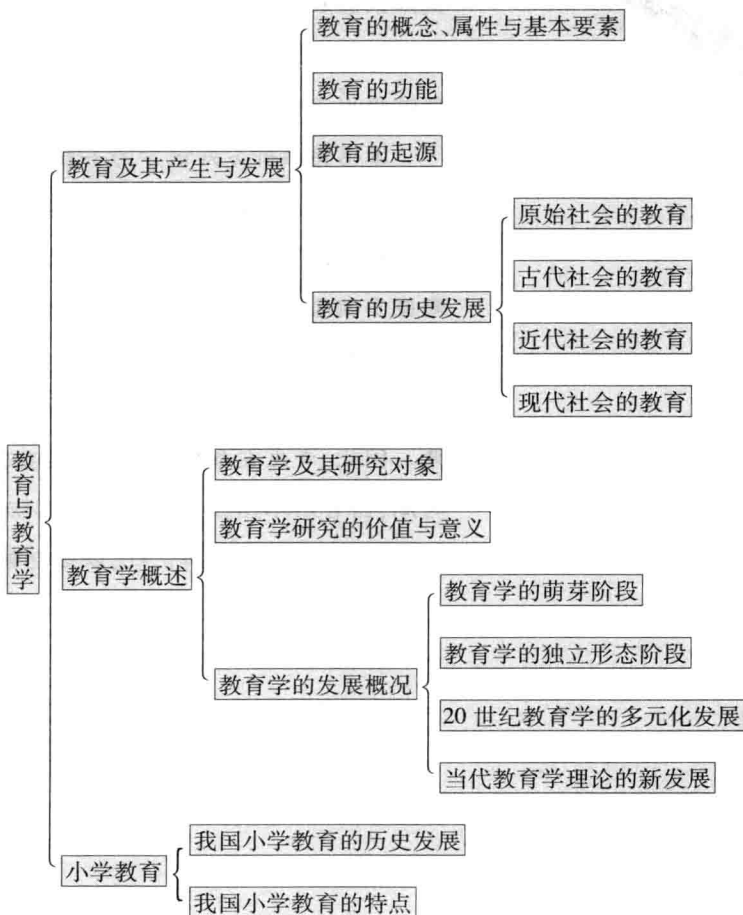 教育与教育学
教育及其产生与发展
教育的概念、属性与基本要素
教育的功能
教育的起源
教育的历史发展
原始社会的教育
古代社会的教育
近代社会的教育
现代社会的教育
教育学概述
教育学及其研究对象
教育学研究的价值与意义
教育学的发展概况
教育学的萌芽阶段
教育学的独立形态阶段
20 世纪教育学的多元化发展
当代教育学理论的新发展
小学教育
我国小学教育的历史发展
我国小学教育的特点